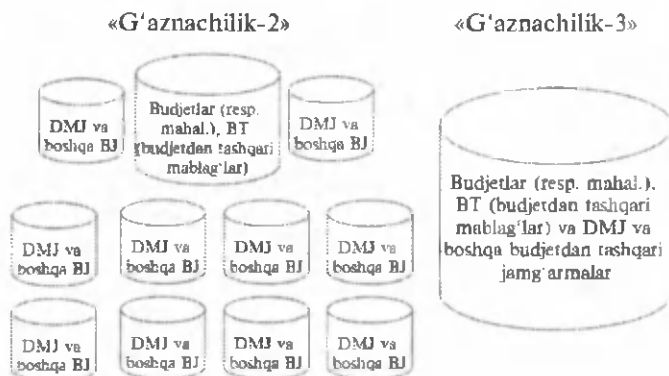 «G‘aznachilik-2»
«G‘aznachilik-3»
DMJ va
boshqa BJ
Budjetlar (resp.
mahal.), BT
(budjetdan tashqari
mablag‘lar)
DMJ va
boshqa BJ
DMJ va
boshqa BJ
DMJ va
boshqa BJ
DMJ va
boshqa BJ
DMJ va
boshqa BJ
DMJ va
boshqa BJ
DMJ va
boshqa BJ
DMJ va
boshqa BJ
DMJ va
boshqa BJ
Budjetlar (resp. mahal.),
BT (budjetdan tashqari
mablag‘lar) va DMJ va
boshqa budjetdan tashqari
jamg‘armalar